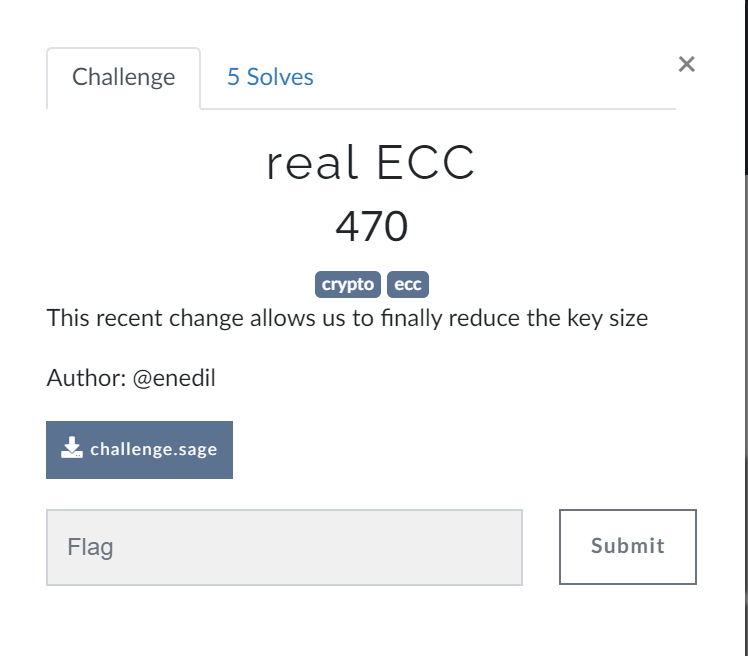 Challenge
5 Solves
×
real ECC
470
crypto ecc
This recent change allows us to finally reduce the key size
Author: @enedil
challenge.sage
Flag
Submit